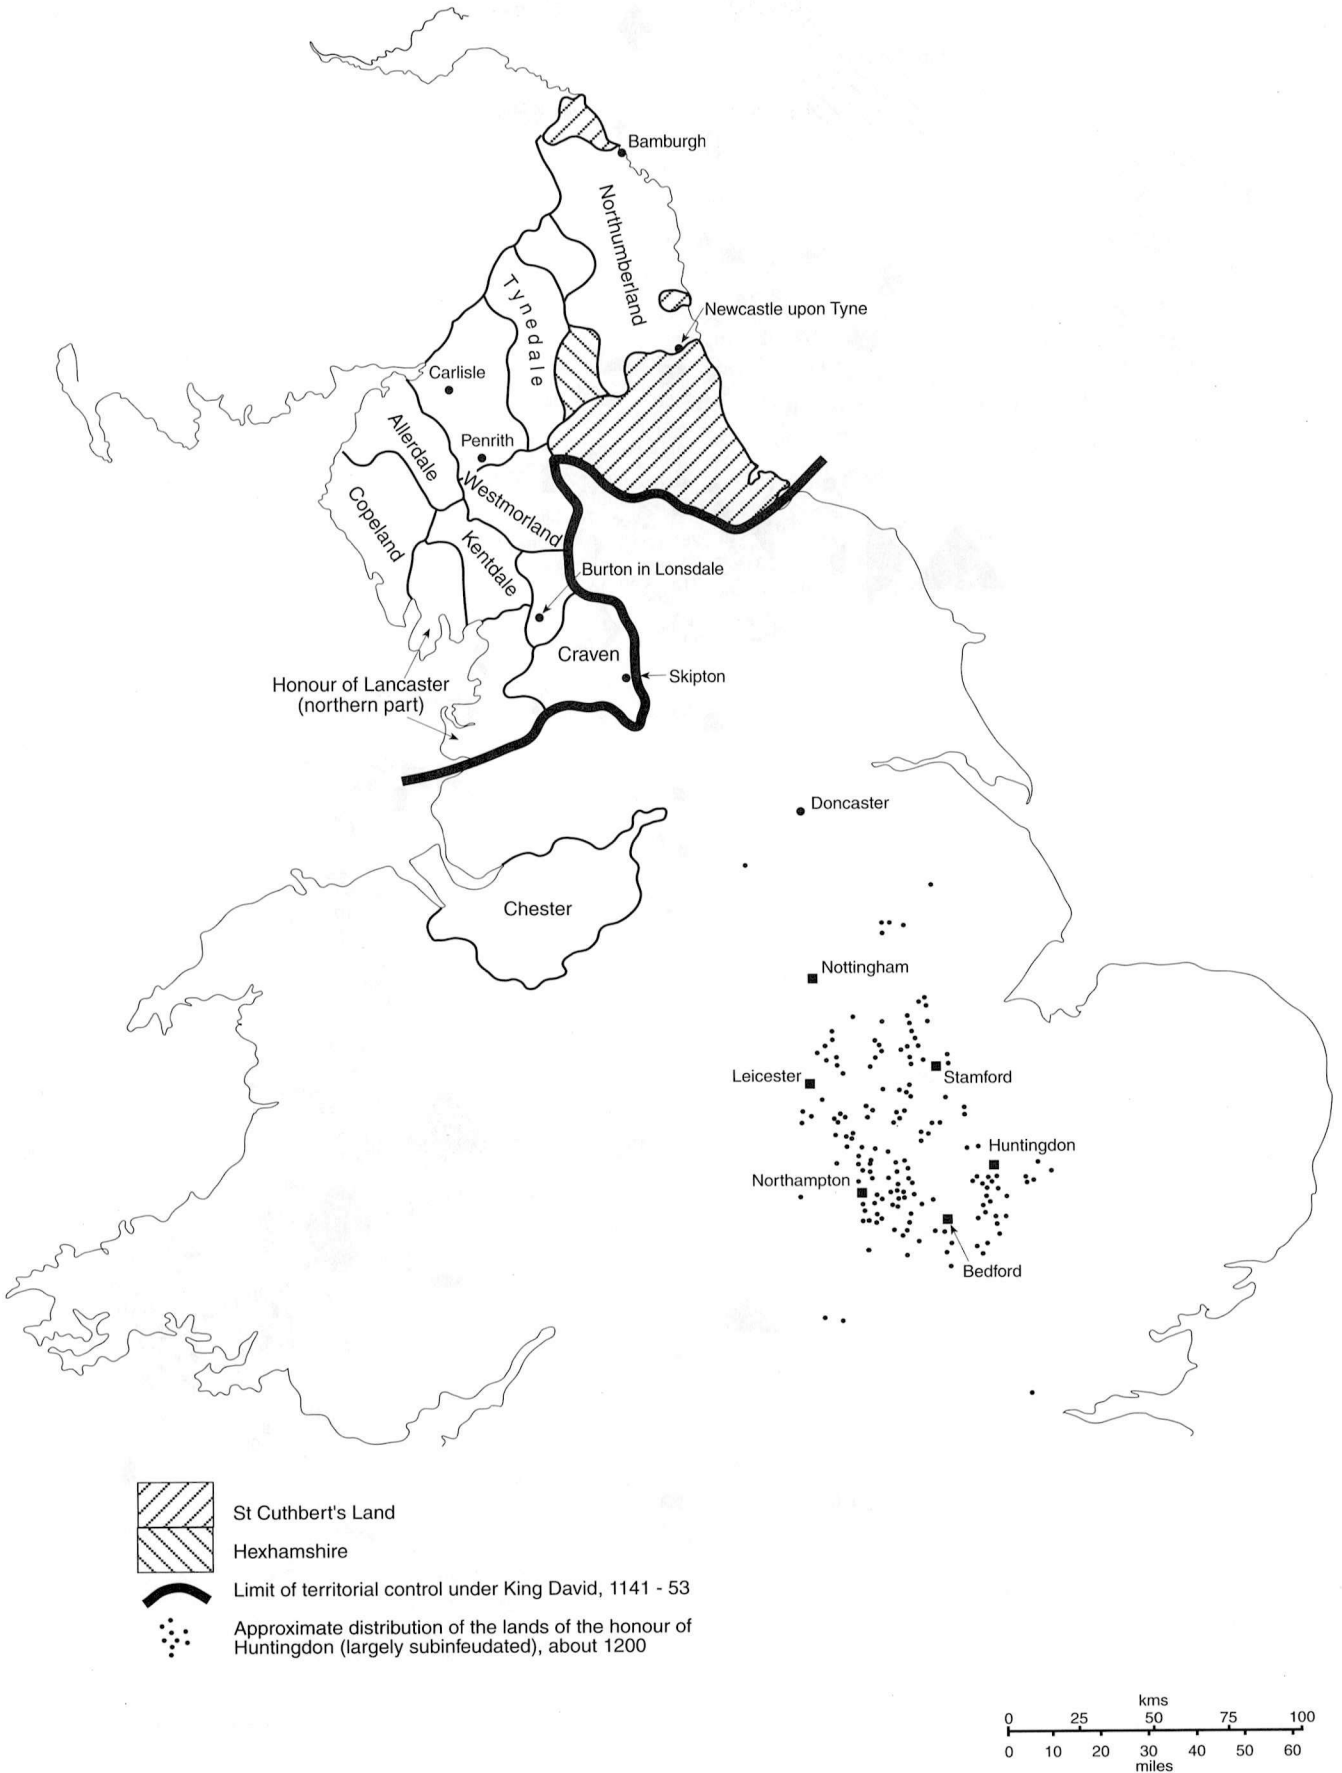 Bamburgh
Northumberland
Tynedale
Newcastle upon Tyne
Carlisle
Allerdale
Penrith
Westmorland
Copeland
Kentdale
Burton in Lonsdale
Craven
Skipton
Honour of Lancaster
(northern part)
Doncaster
Chester
Nottingham
Leicester
Stamford
Huntingdon
Northampton
Bedford
St Cuthbert's Land
Hexhamshire
Limit of territorial control under King David, 1141 - 53
Approximate distribution of the lands of the honour of
Huntingdon (largely subinfeudated), about 1200
kms
0 25 50 75 100
0 10 20 30 40 50 60
miles